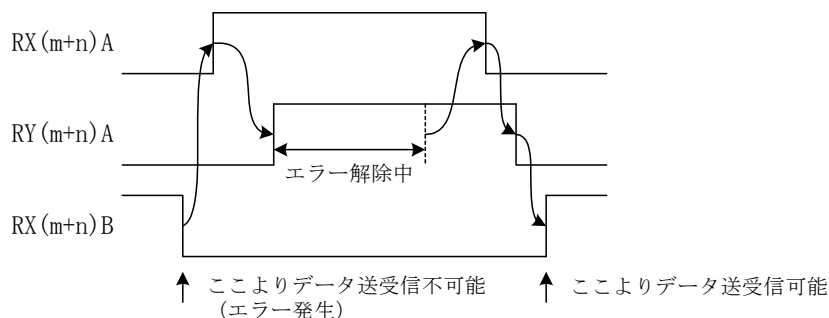 RX(m+n)A
RY(m+n)A
エラー解除中
RX(m+n)B
ここよりデータ送受信不可能
(エラー発生)
ここよりデータ送受信可能